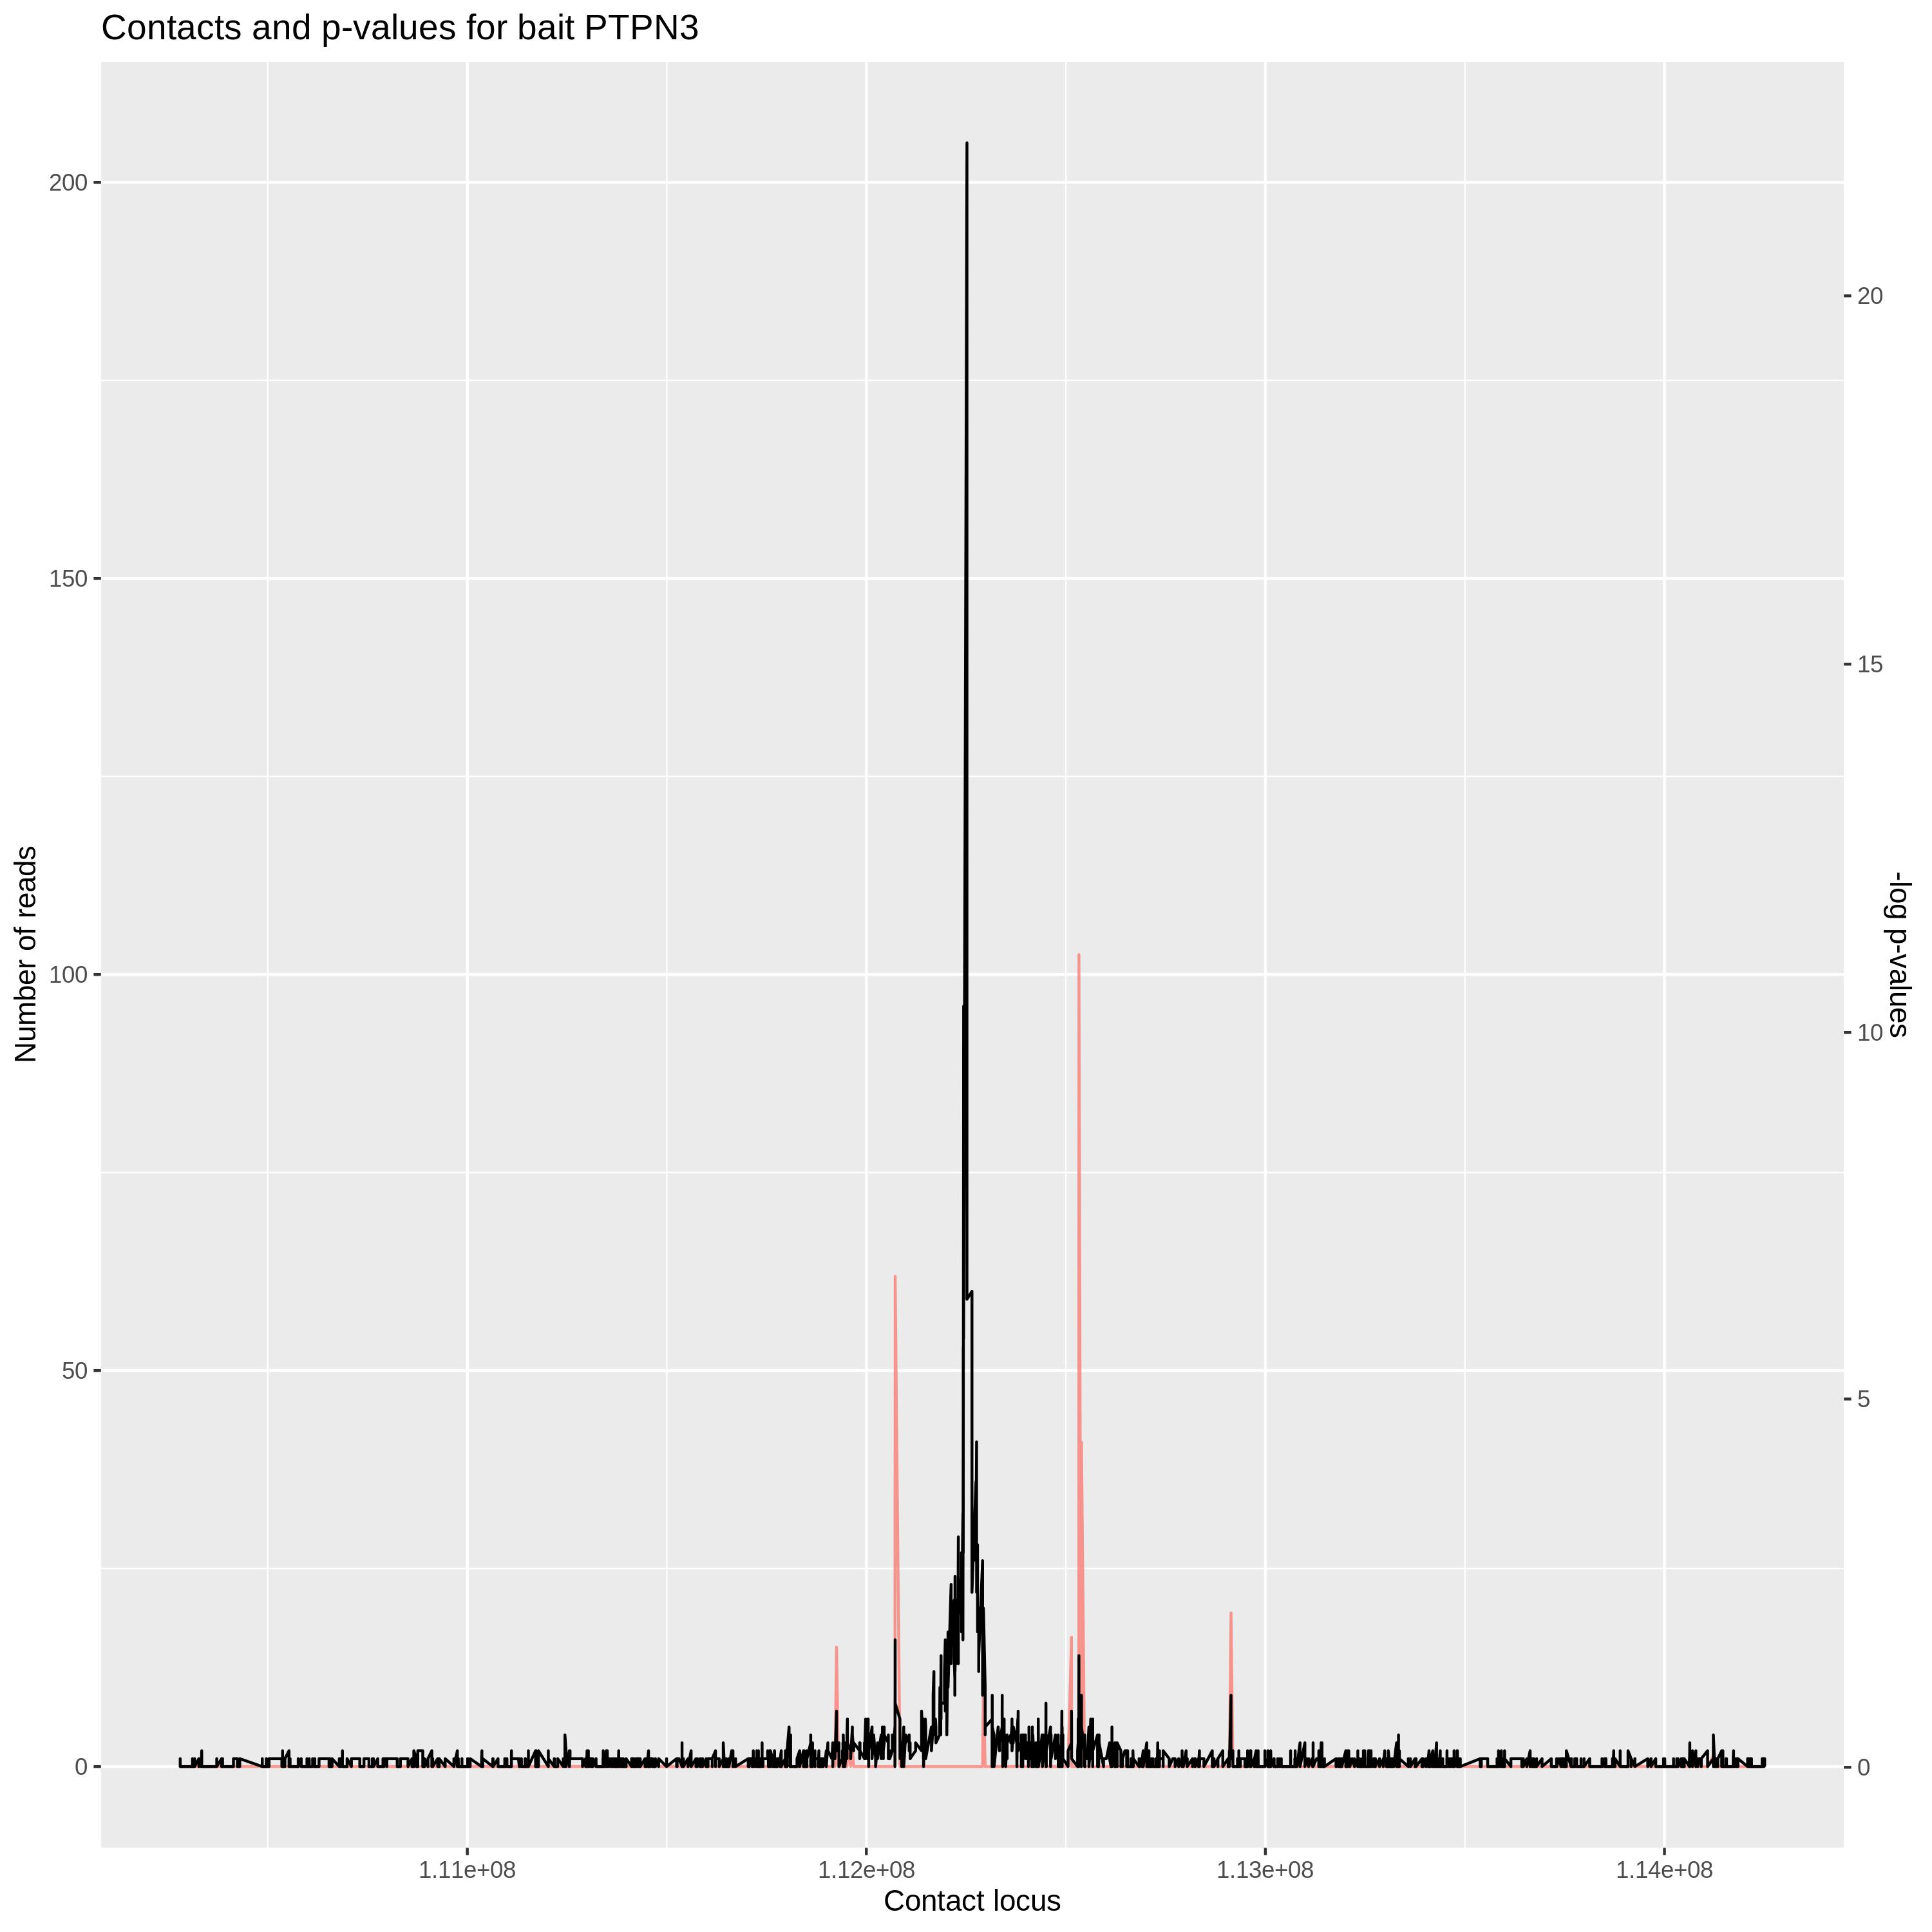 Contacts and p-values for bait PTPN3
Number of reads
200
150
100
50
0
20
15
10
5
0
-log p-values
1.11e+08
1.12e+08
1.13e+08
1.14e+08
Contact locus